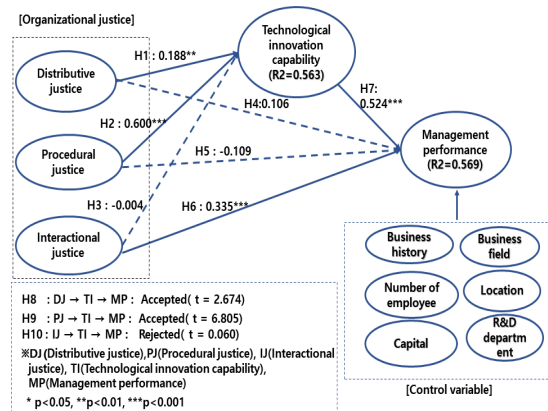 [Organizational justice]
Distributive
justice
Procedural
justice
Interactional
justice
H1 : 0.188**
H2 : 0.600***
H3 : -0.004
H4:0.106
H5 : -0.109
H6 : 0.335***
H7:
0.524***
Technological
innovation
capability
(R2=0.563)
Management
performance
(R2=0.569)
Business
history
Business
field
Number of
employee
Location
Capital
R&D
departm
ent
[Control variable]
H8 : DJ → TI → MP : Accepted( t = 2.674)
H9 : PJ → TI → MP : Accepted( t = 6.805)
H10 : IJ → TI → MP : Rejected( t = 0.060)
※DJ(Distributive justice),PJ(Procedural justice), IJ(Interactional
justice), TI(Technological innovation capability),
MP(Management performance)
* p<0.05, **p<0.01, ***p<0.001